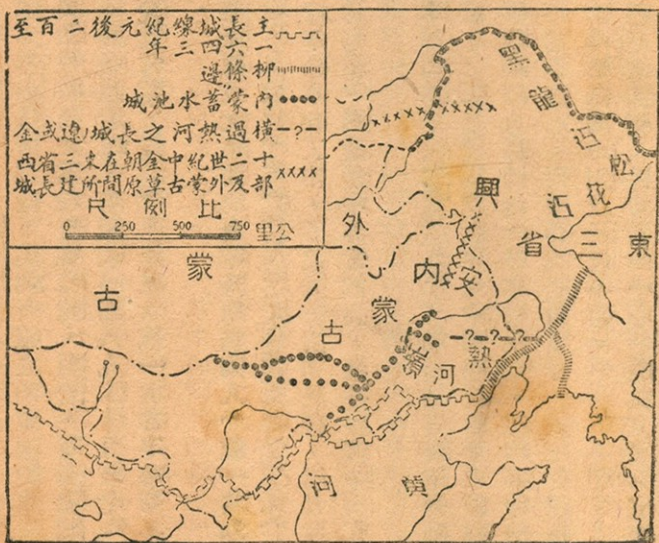 主長城線紀元後二百至
一六四三年
柳條邊
內蒙"蓄水池城
橫過熱河之長城(遼或金
十二世紀中金朝在東三省西
部及外蒙古草原間所建長城
比例尺
0 250 500 750 公里
黑龍江
松花江
東三省
興安嶺
外蒙古
內蒙古
熱河
黃河